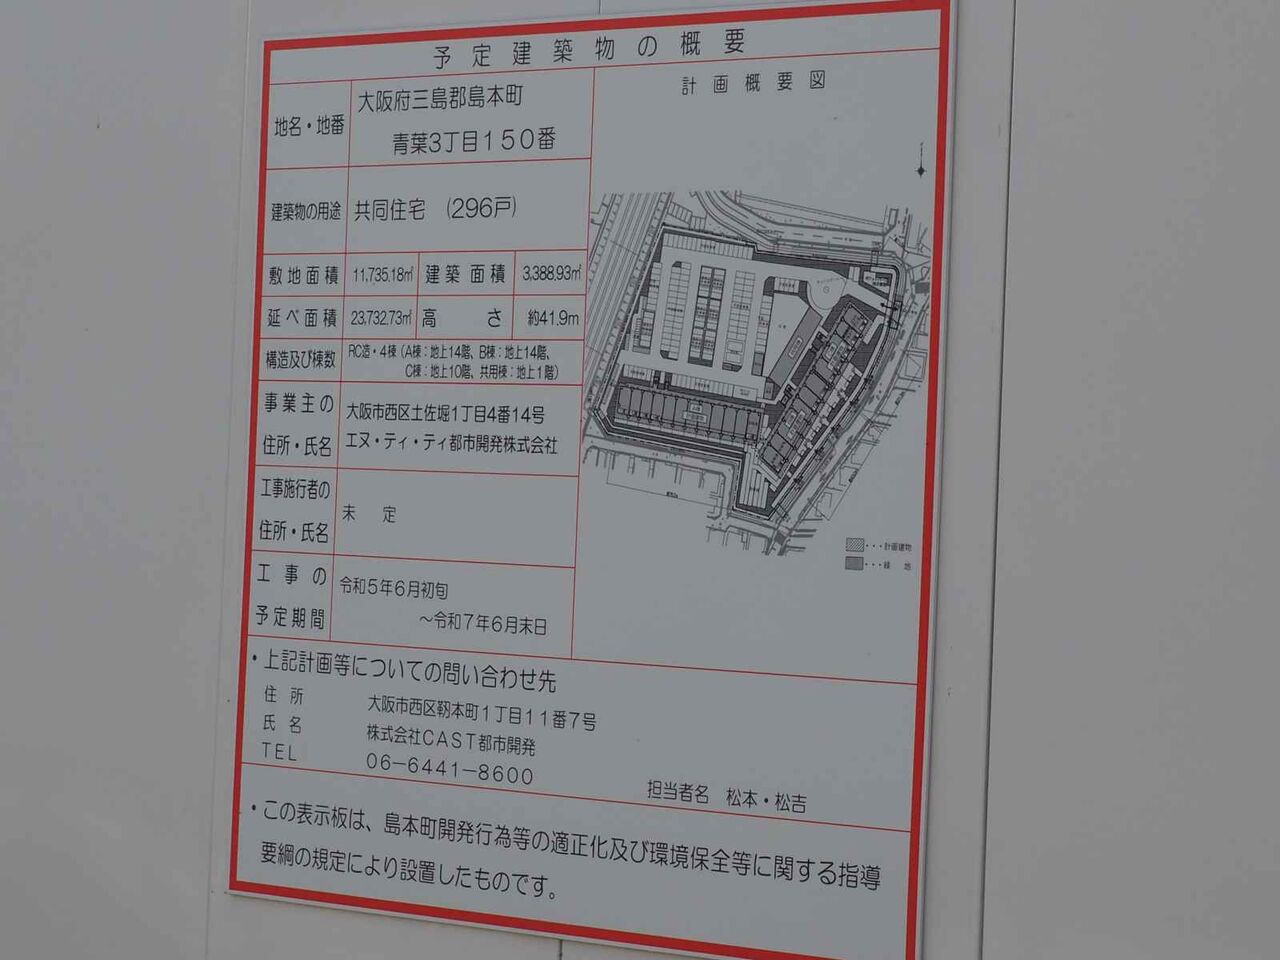 予定建築物の概要
地名・地番
大阪府三島郡島本町
青葉3丁目150番
建築物の用途
共同住宅 (296戸)
敷地面積
11,735.18㎡
建築面積
3,388.93㎡
延べ面積
23,732.73㎡
高さ
約41.9m
構造及び棟数
RC造・4棟(A棟:地上14階、B棟:地上14階、
C棟:地上10階、共用棟:地上1階)
事業主の
住所・氏名
大阪市西区土佐堀1丁目4番14号
エヌ・ティ・ティ都市開発株式会社
工事施行者の
住所・氏名
未定
工事の
予定期間
令和5年6月初旬
～令和7年6月末日
計画概要図
・・・計画建物
・・・緑地
・上記計画等についての問い合わせ先
住所 大阪市西区靱本町1丁目11番7号
氏名 株式会社CAST都市開発
TEL 06-6441-8600
担当者名 松本・松吉
・この表示板は、島本町開発行為等の適正化及び環境保全等に関する指導
要綱の規定により設置したものです。